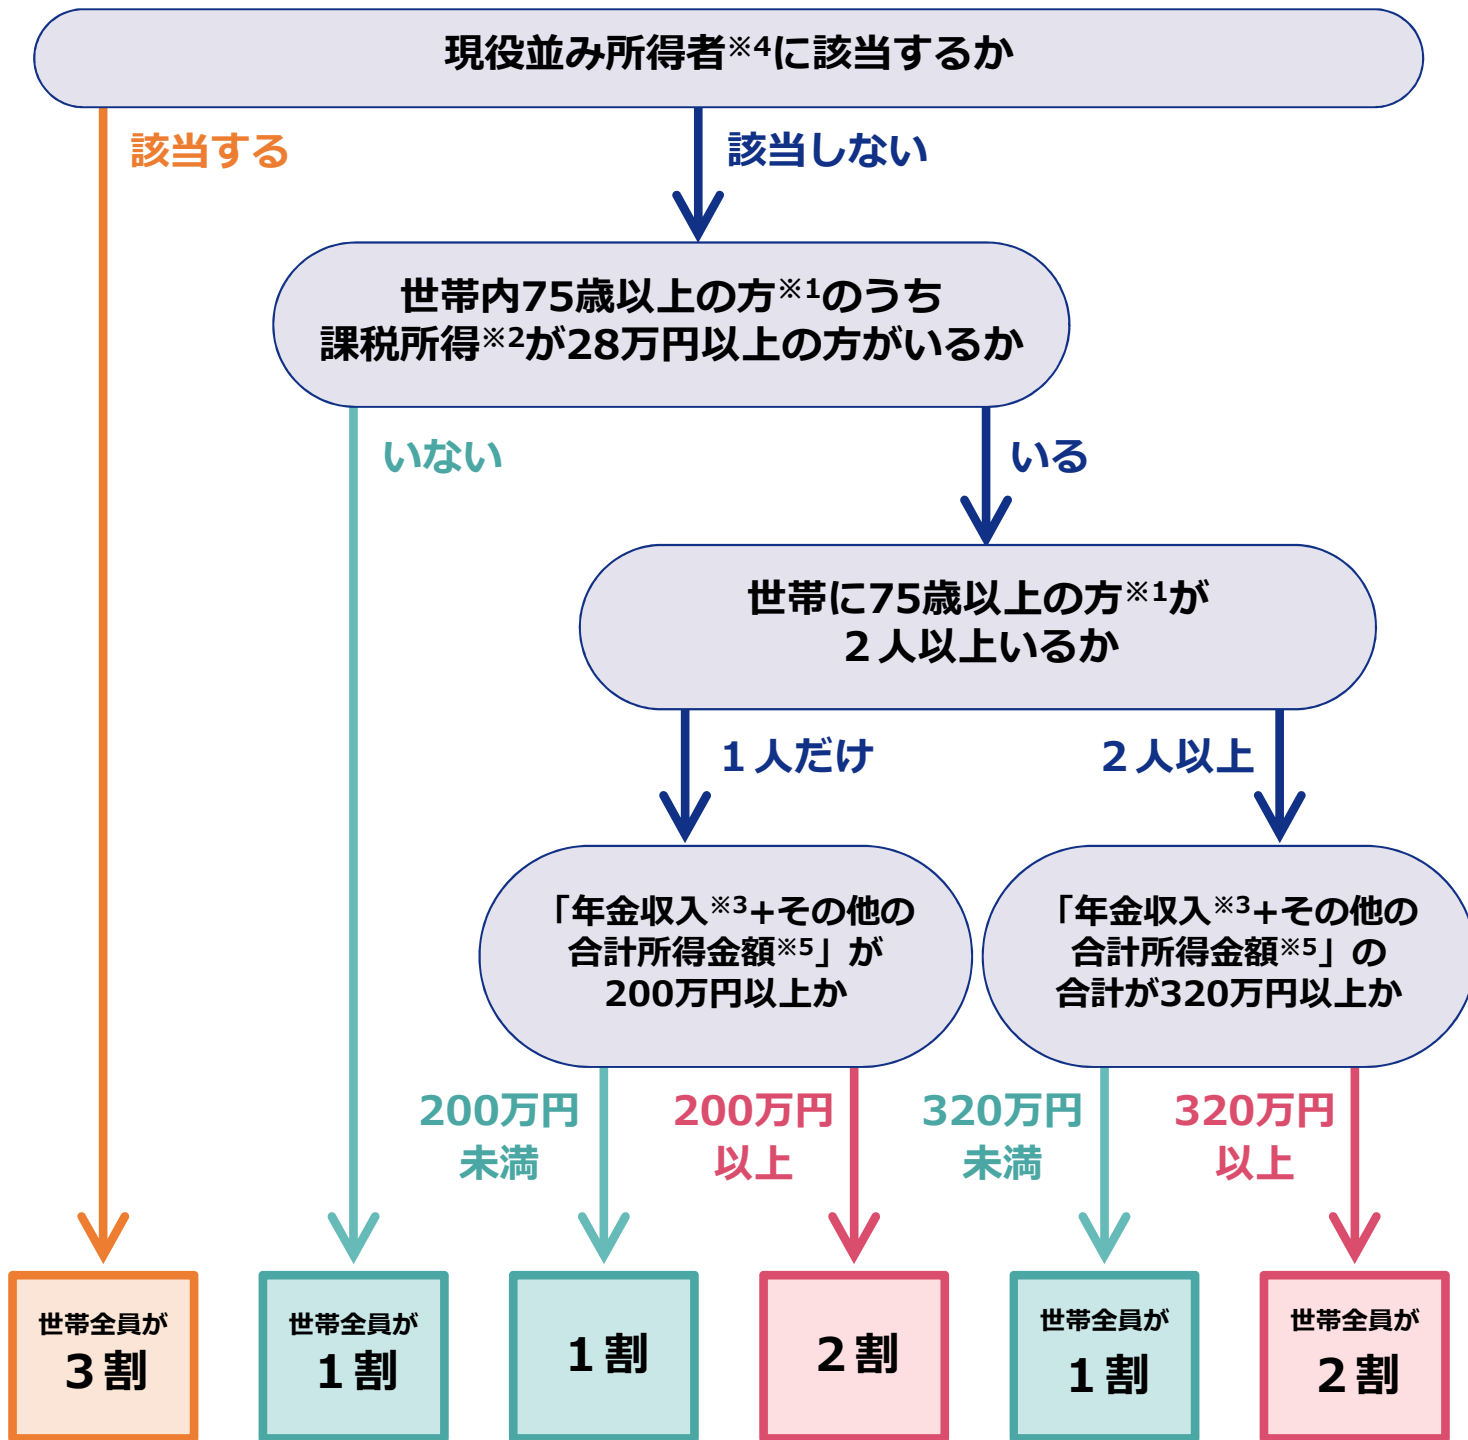 現役並み所得者※4に該当するか
該当する
該当しない
世帯内75歳以上の方※1のうち
課税所得※2が28万円以上の方がいるか
いない
いる
世帯に75歳以上の方※1が
２人以上いるか
１人だけ
２人以上
「年金収入※3+その他の
合計所得金額※5」が
200万円以上か
「年金収入※3+その他の
合計所得金額※5」の
合計が320万円以上か
200万円
未満
200万円
以上
320万円
未満
320万円
以上
世帯全員が
３割
世帯全員が
１割
１割
２割
世帯全員が
１割
世帯全員が
２割